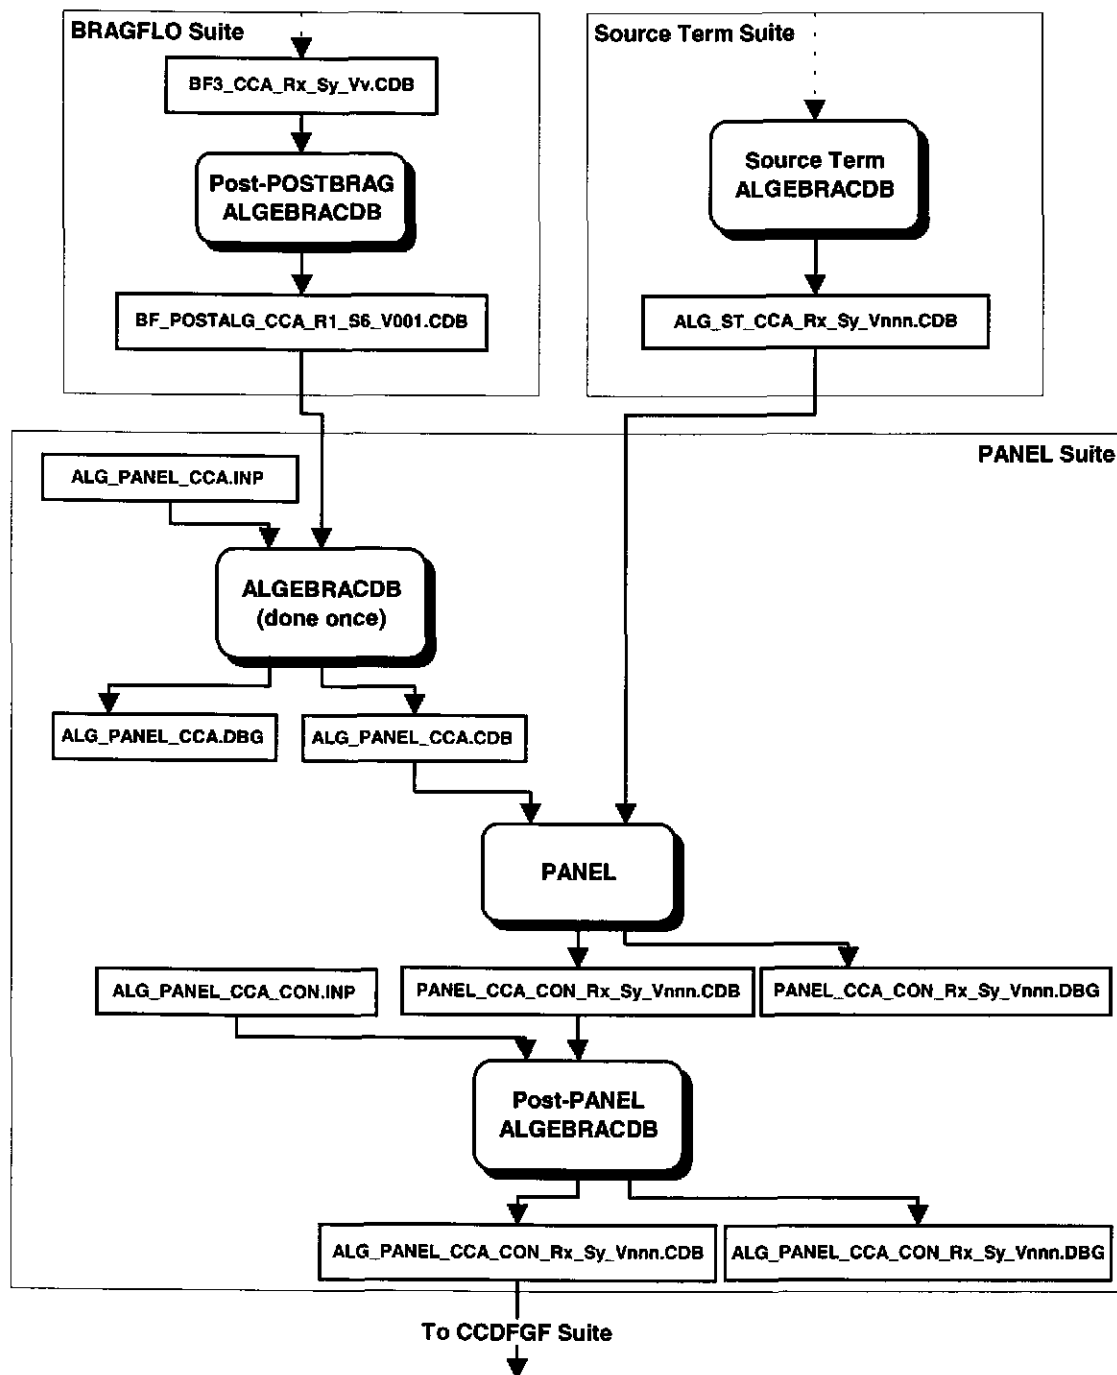 BRAGFLO Suite
BF3_CCA_Rx_Sy_Vv.CDB
Post-POSTBRAG
ALGEBRACDB
BF_POSTALG_CCA_R1_S6_V001.CDB
Source Term Suite
Source Term
ALGEBRACDB
ALG_ST_CCA_Rx_Sy_Vnnn.CDB
PANEL Suite
ALG_PANEL_CCA.INP
ALGEBRACDB
(done once)
ALG_PANEL_CCA.DBG
ALG_PANEL_CCA.CDB
PANEL
ALG_PANEL_CCA_CON.INP
PANEL_CCA_CON_Rx_Sy_Vnnn.CDB
PANEL_CCA_CON_Rx_Sy_Vnnn.DBG
Post-PANEL
ALGEBRACDB
ALG_PANEL_CCA_CON_Rx_Sy_Vnnn.CDB
ALG_PANEL_CCA_CON_Rx_Sy_Vnnn.DBG
To CCDFGF Suite